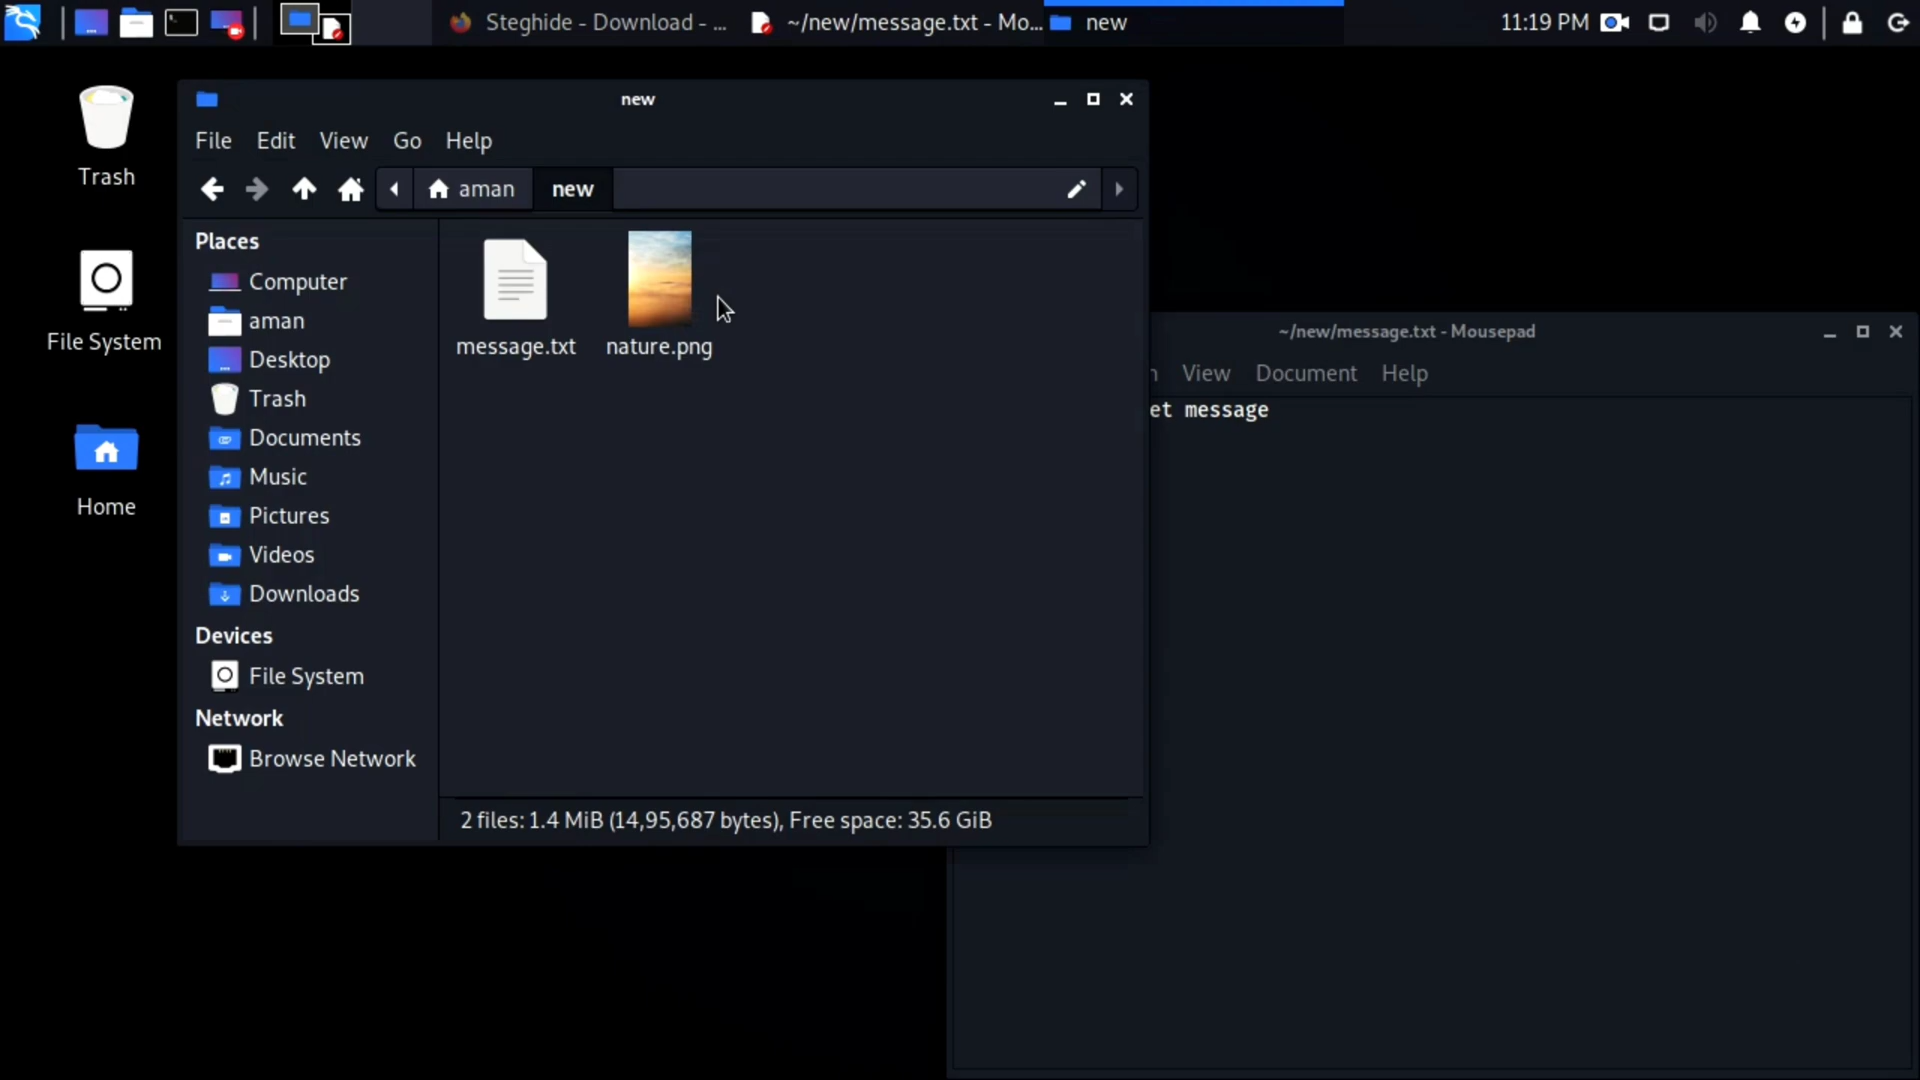 Steghide - Download - ...
~/new/message.txt - Mo...
new
11:19 PM
Trash
File System
Home
new
File Edit View Go Help
aman new
Places
Computer
aman
Desktop
Trash
Documents
Music
Pictures
Videos
Downloads
Devices
File System
Network
Browse Network
message.txt nature.png
2 files: 1.4 MiB (14,95,687 bytes), Free space: 35.6 GiB
~/new/message.txt - Mousepad
View Document Help
et message